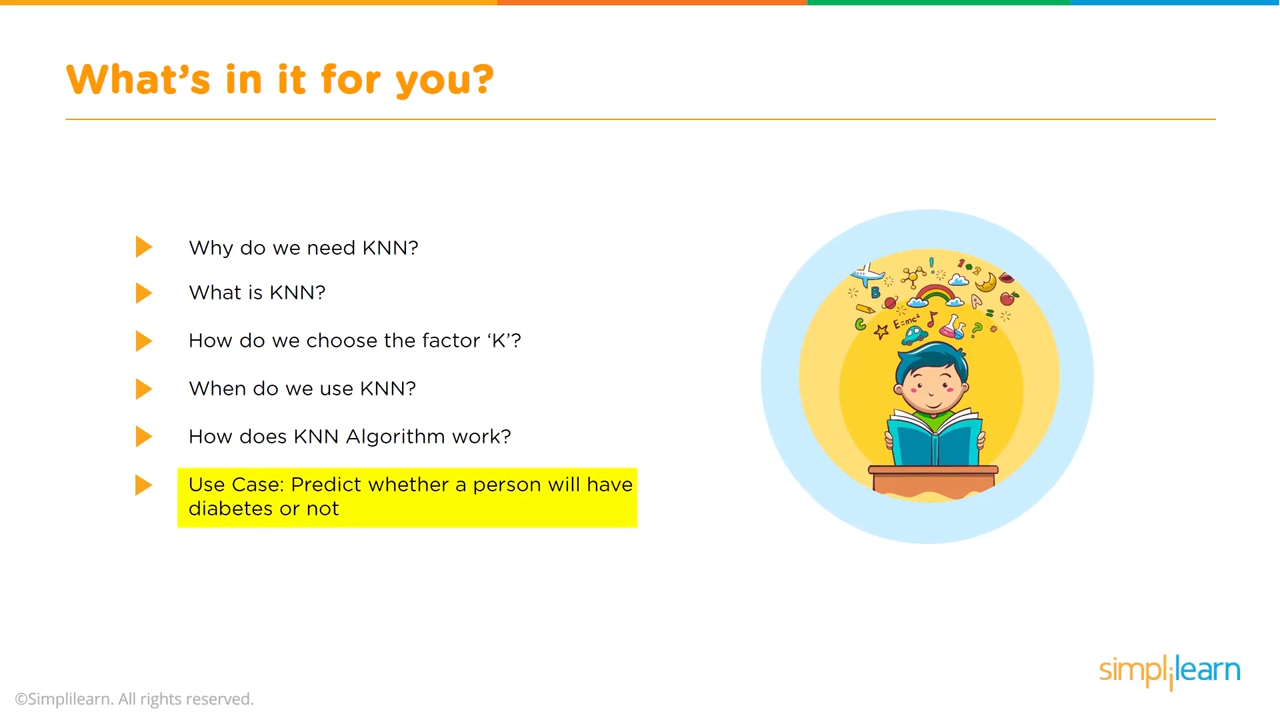 What's in it for you?
Why do we need KNN?
What is KNN?
How do we choose the factor ‘K’?
When do we use KNN?
How does KNN Algorithm work?
Use Case: Predict whether a person will have
diabetes or not
E=mc²
simplilearn
©Simplilearn. All rights reserved.